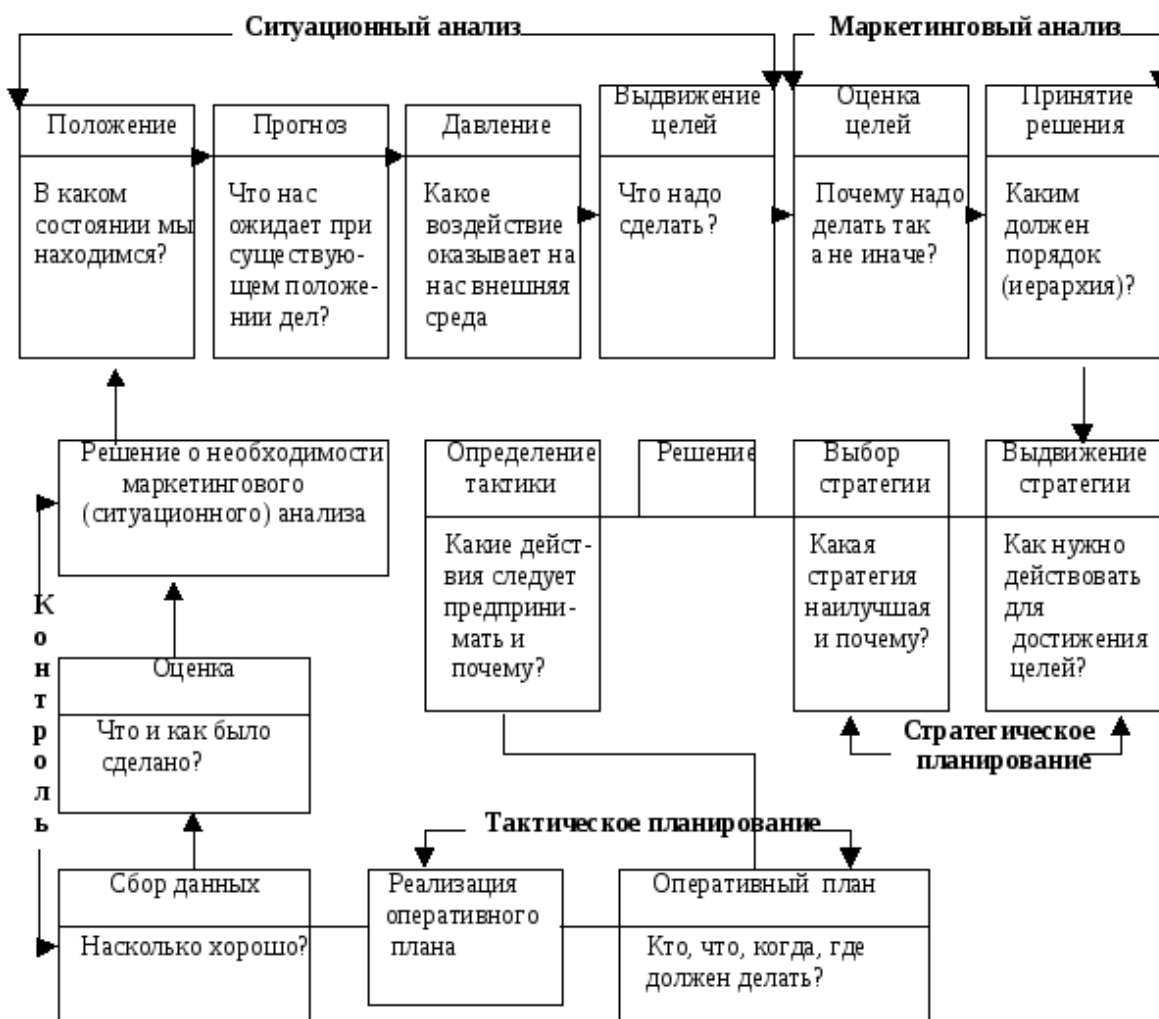 Ситуационный анализ
Маркетинговый анализ
Положение
В каком
состоянии мы
находимся?
Прогноз
Что нас
ожидает при
существую-
щем положе-
нии дел?
Давление
Какое
воздействие
оказывает на
нас внешняя
среда
Выдвижение
целей
Что надо
сделать?
Оценка
целей
Почему надо
делать так
а не иначе?
Принятие
решения
Каким
должен
порядок
(иерархия)?
Решение о необходимости
маркетингового
(ситуационного) анализа
Определение
тактики
Какие дейст-
вия следует
предприни-
мать и
почему?
Решение
Выбор
стратегии
Какая
стратегия
наилучшая
и почему?
Выдвижение
стратегии
Как нужно
действовать
для
достижения
целей?
Контроль
Оценка
Что и как было
сделано?
Стратегическое
планирование
Тактическое планирование
Сбор данных
Насколько хорошо?
Реализация
оперативного
плана
Оперативный план
Кто, что, когда, где
должен делать?